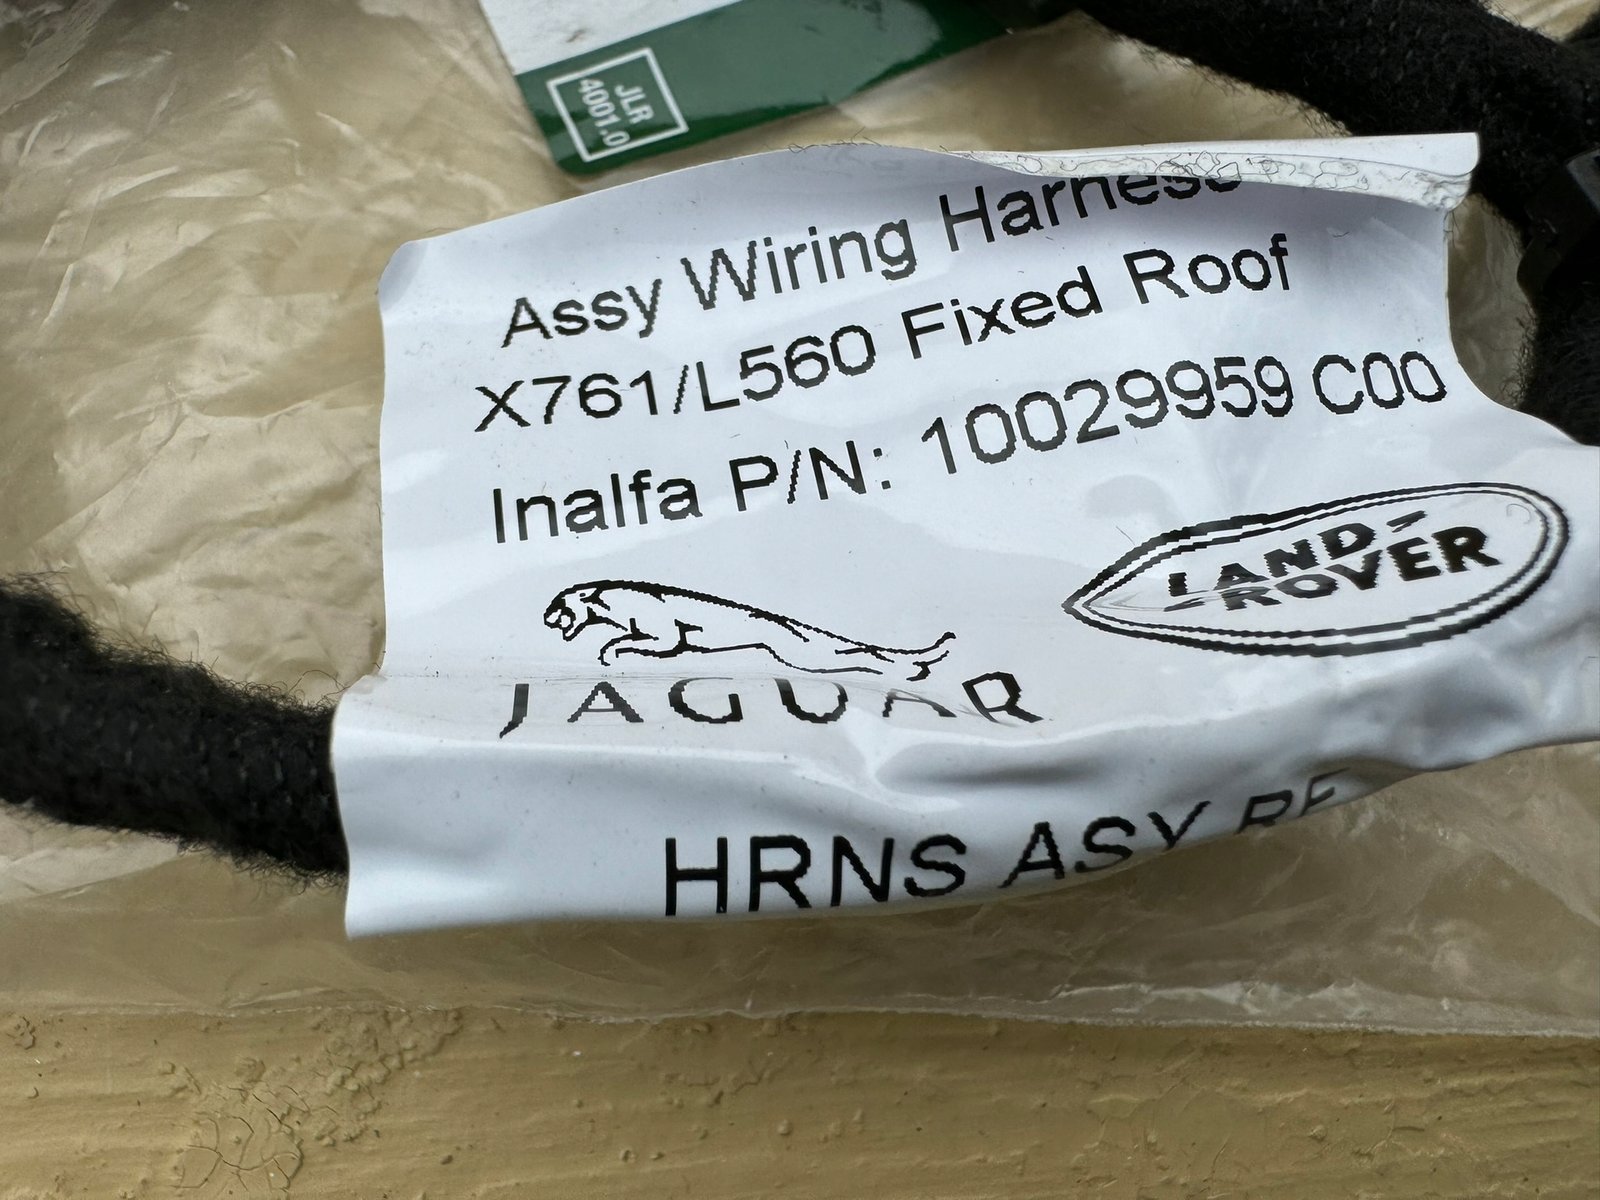 JLR
4001.0
Assy Wiring Harness
X761/L560 Fixed Roof
Inalfa P/N: 10029959 C00
LAND
ROVER
JAGUAR
HRNS ASY